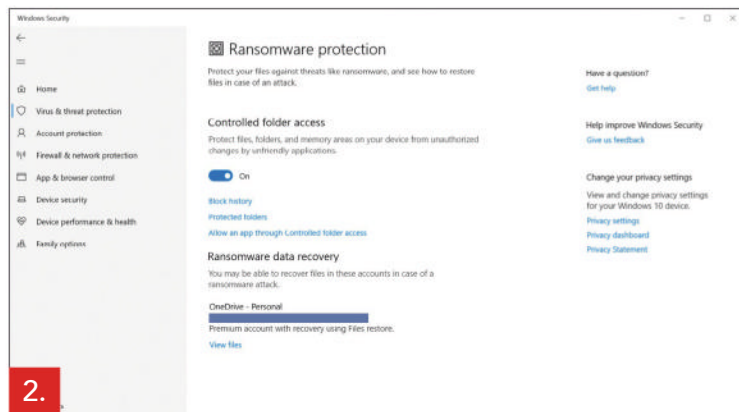 Windows Security
Home
Virus & threat protection
Account protection
Firewall & network protection
App & browser control
Device security
Device performance & health
Family options
Ransomware protection
Protect your files against threats like ransomware, and see how to restore
files in case of an attack.
Controlled folder access
Protect files, folders, and memory areas on your device from unauthorized
changes by unfriendly applications.
On
Block history
Protected folders
Allow an app through Controlled folder access
Ransomware data recovery
You may be able to recover files in these accounts in case of a
ransomware attack.
OneDrive - Personal
Premium account with recovery using Files restore.
View files
Have a question?
Get help
Help improve Windows Security
Give us feedback
Change your privacy settings
View and change privacy settings
for your Windows 10 device.
Privacy settings
Privacy dashboard
Privacy Statement
2.